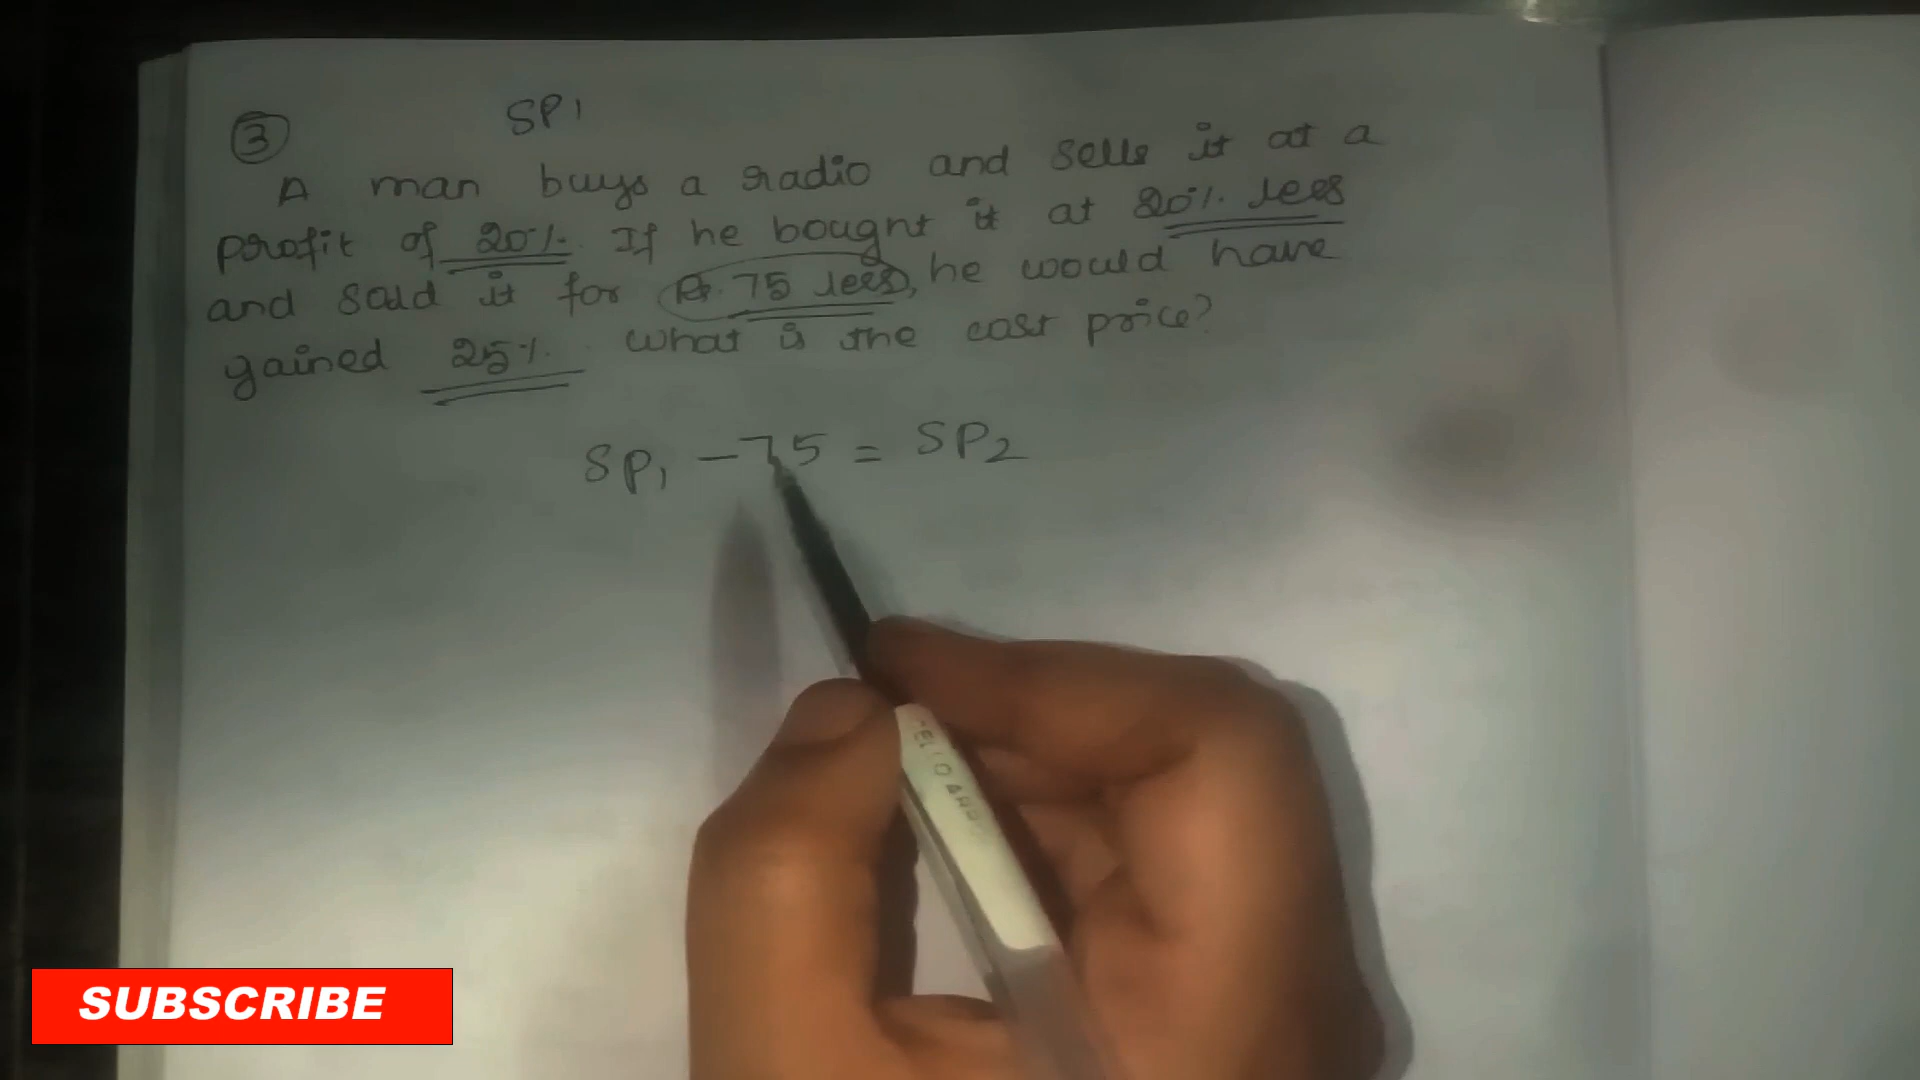 SP1
3
A man buys a radio and sells it at a
profit of 20%. If he bought it at 20% less
and sold it for Rs. 75 less, he would have
gained 25%. what is the cost price?
SP1 - 75 = SP2
CELLO
SUBSCRIBE